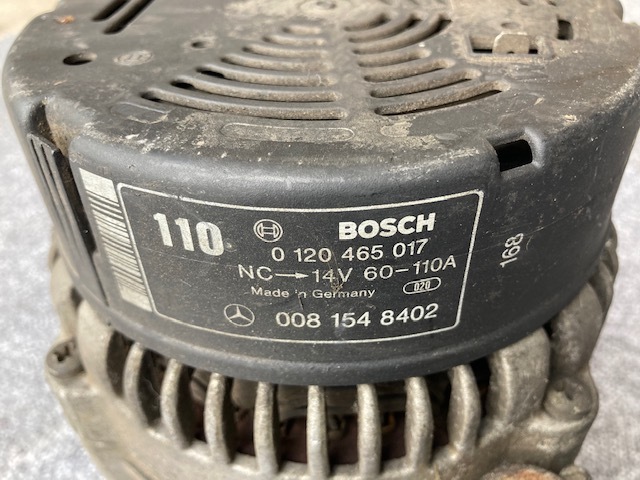 110
BOSCH
0 120 465 017
NC→14V 60-110A
Made in Germany 020
008 154 8402
168